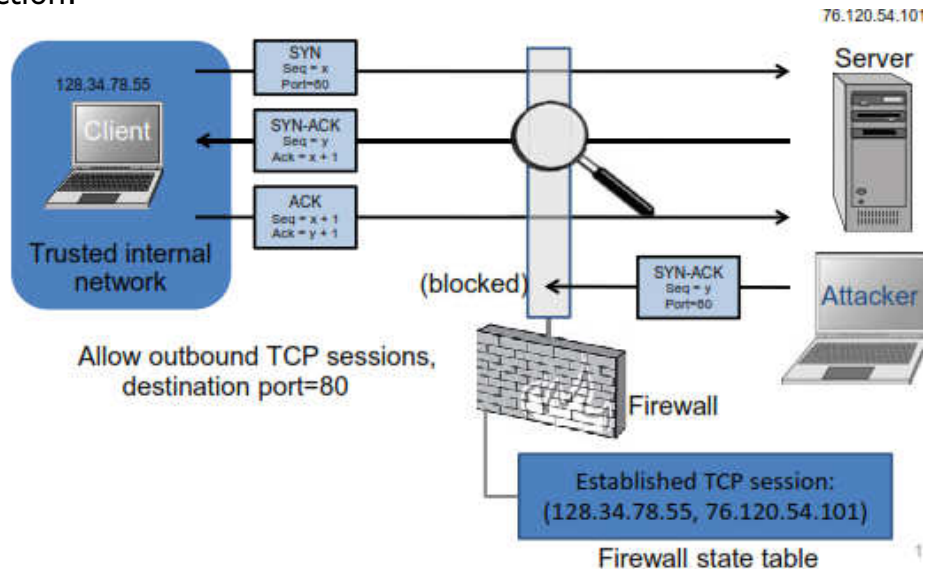 76.120.54.101
Server
128.34.78.55
Client
Trusted internal
network
SYN
Seq = x
Port=80
SYN-ACK
Seq = y
Ack = x + 1
ACK
Seq = x + 1
Ack = y + 1
(blocked)
SYN-ACK
Seq = y
Port=80
Attacker
Allow outbound TCP sessions,
destination port=80
Firewall
Established TCP session:
(128.34.78.55, 76.120.54.101)
Firewall state table
1